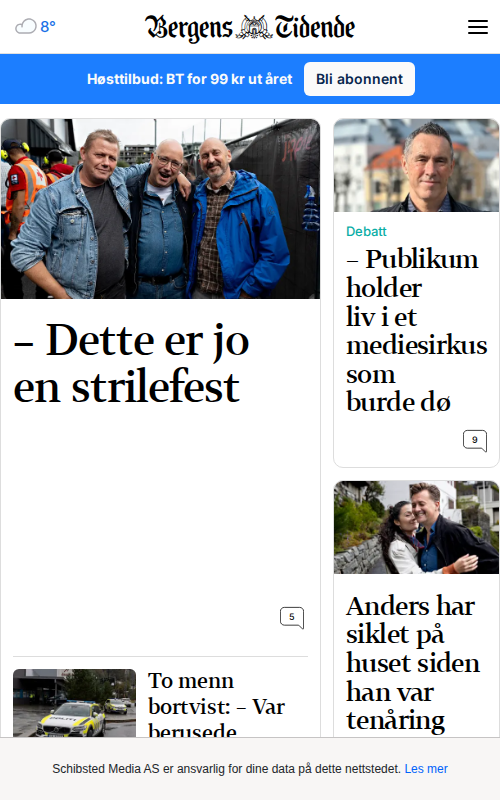 8°
Bergens Tidende
Høsttilbud: BT for 99 kr ut året
Bli abonnent
– Dette er jo
en strilefest
5
To menn
bortvist: – Var
berusede
Debatt
– Publikum
holder
liv i et
mediesirkus
som
burde dø
9
Anders har
siklet på
huset siden
han var
tenåring
Schibsted Media AS er ansvarlig for dine data på dette nettstedet. Les mer